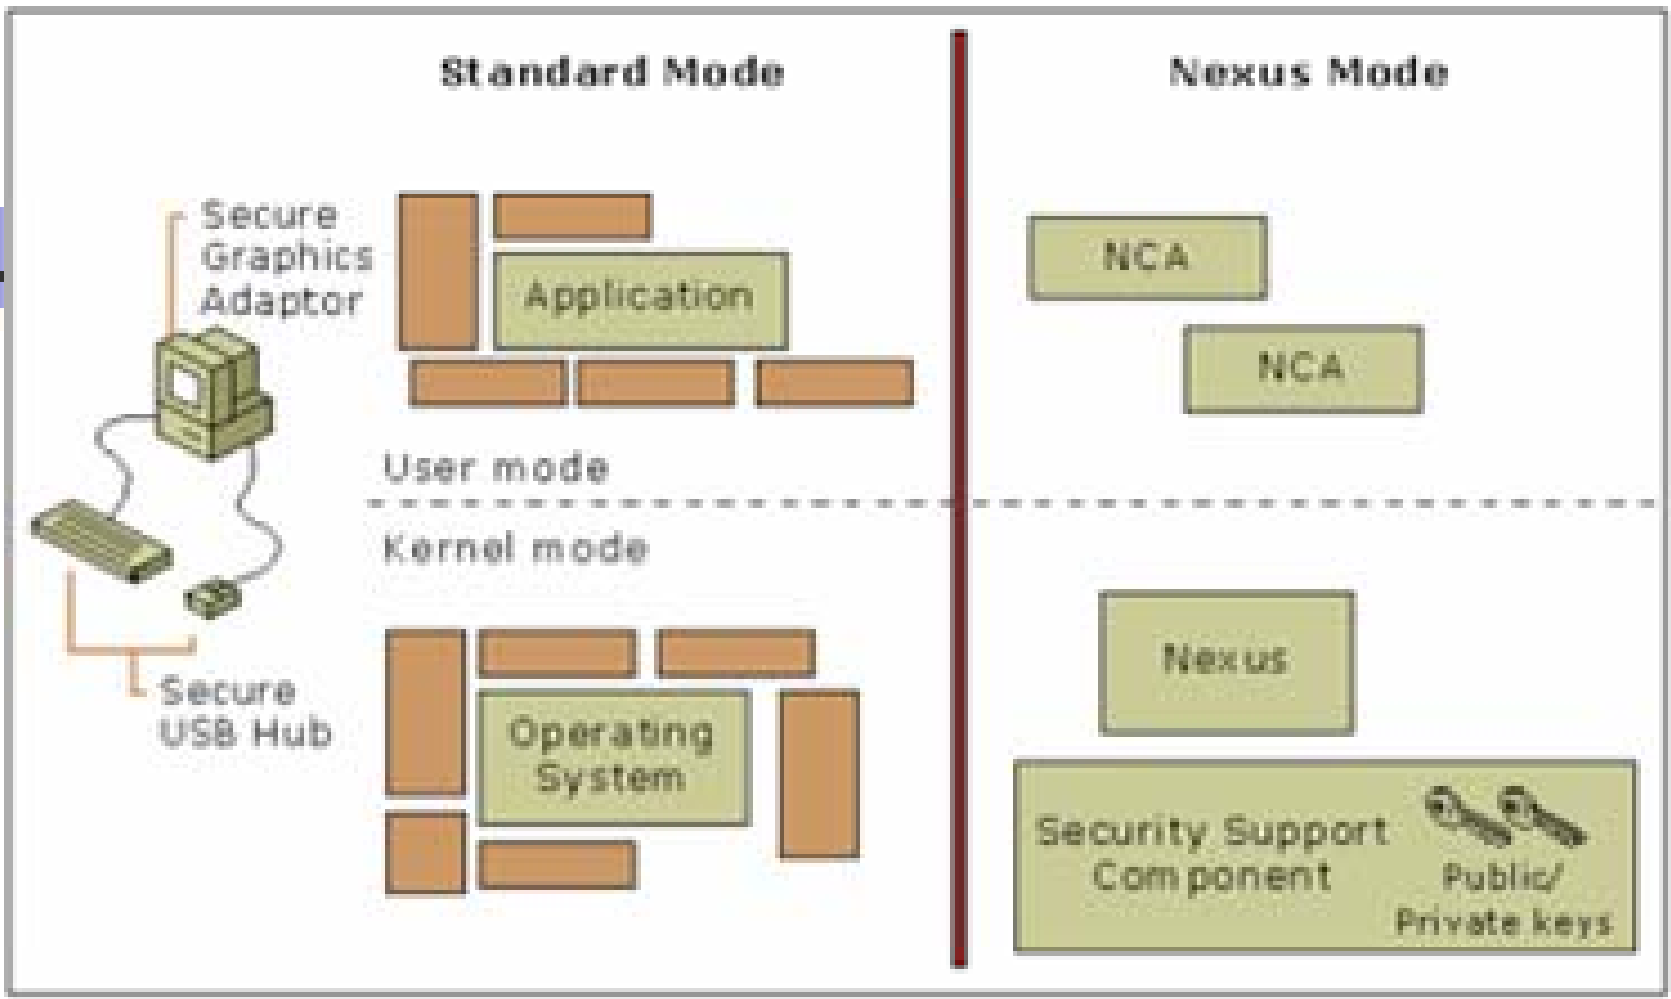 Standard Mode
Nexus Mode
Secure
Graphics
Adaptor
Application
NCA
NCA
User mode
Kernel mode
Secure
USB Hub
Operating
System
Nexus
Security Support
Component
Public/
Private keys